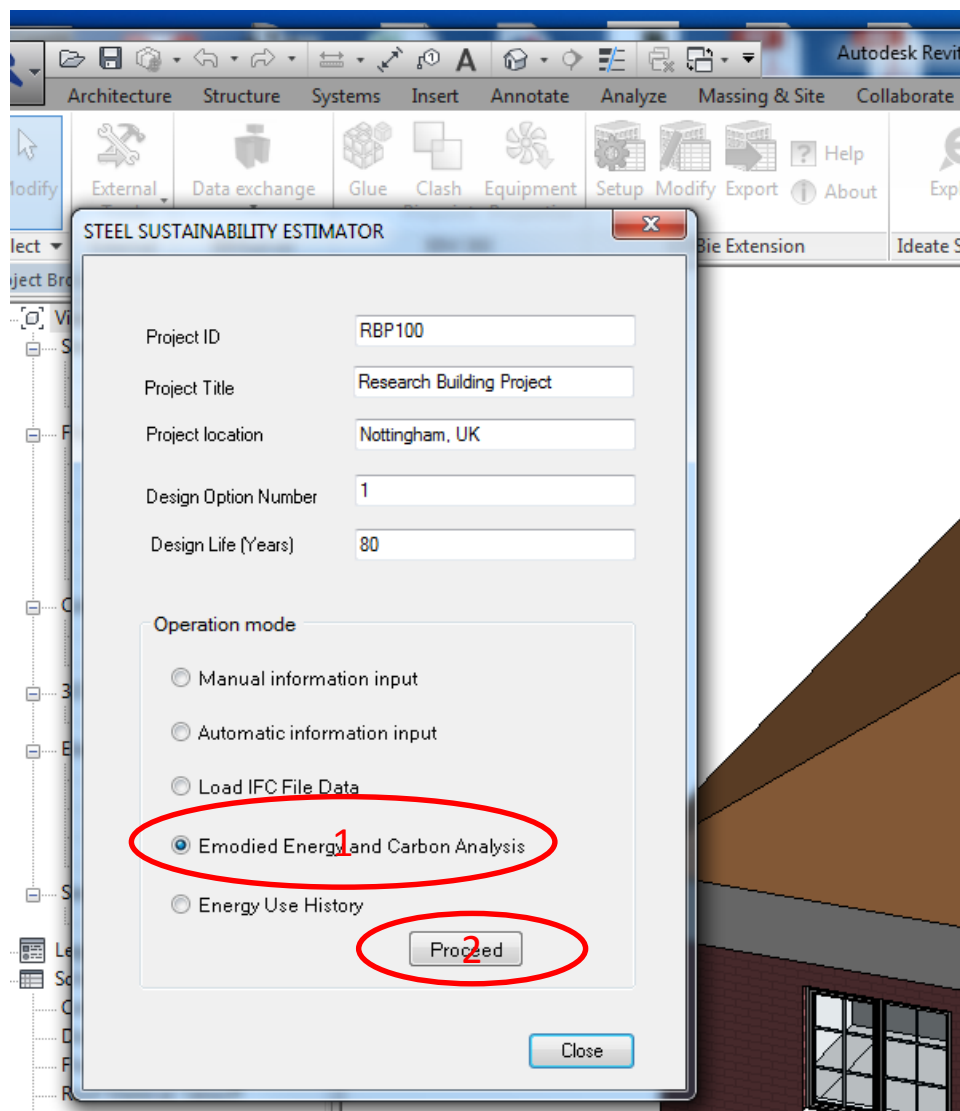 Autodesk Revit
Architecture Structure Systems Insert Annotate Analyze Massing & Site Collaborate
Modify External Data exchange Glue Clash Equipment Setup Modify Export Help
About
Bie Extension Ideate S
STEEL SUSTAINABILITY ESTIMATOR
Project ID RBP100
Project Title Research Building Project
Project location Nottingham, UK
Design Option Number 1
Design Life (Years) 80
Operation mode
Manual information input
Automatic information input
Load IFC File Data
Emodied Energy and Carbon Analysis
1
Energy Use History
Proceed
2
Close